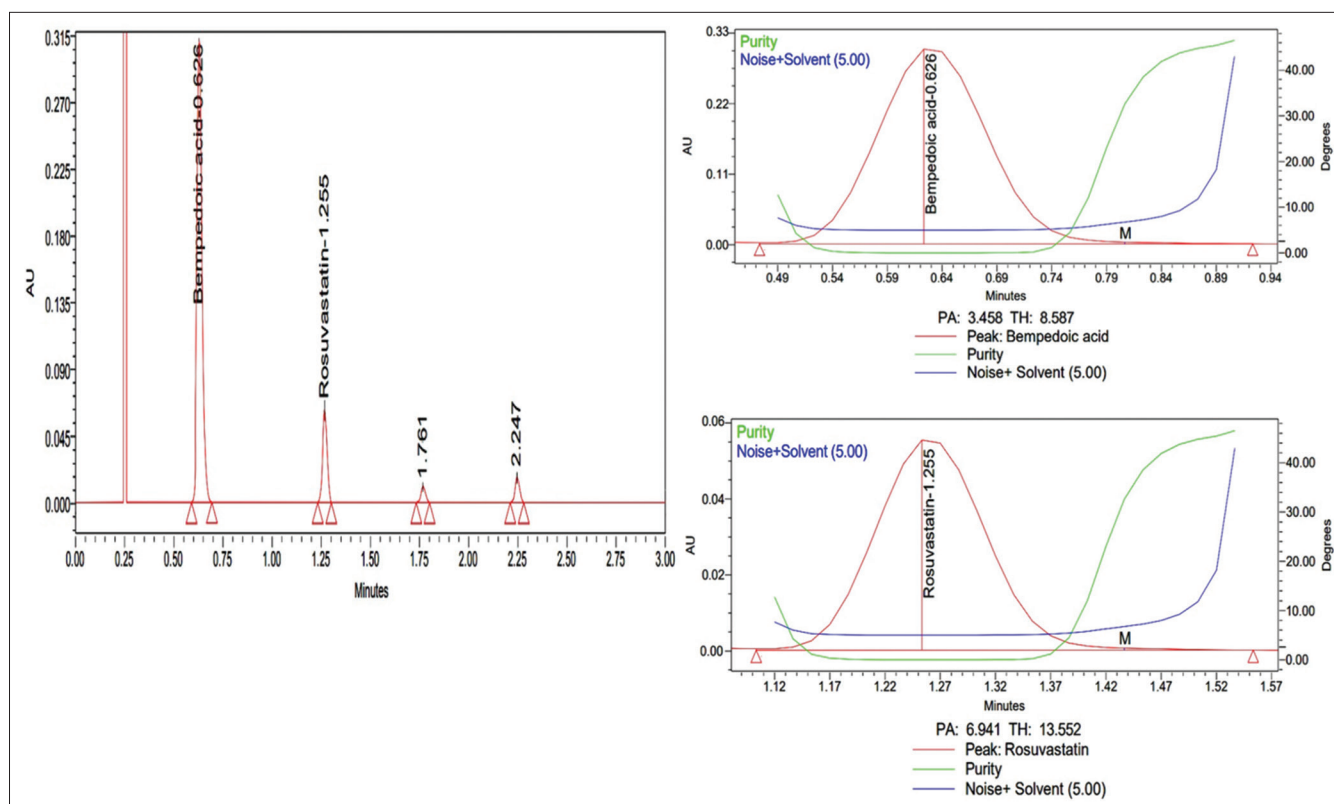 0.315
0.270
0.225
0.180
0.135
0.090
0.045
0.000
AU
Bempedoic acid-0.626
Rosuvastatin-1.255
1.761
2.247
0.00 0.25 0.50 0.75 1.00 1.25 1.50 1.75 2.00 2.25 2.50 2.75 3.00
Minutes
Purity
Noise+Solvent (5.00)
0.33
0.22
0.11
0.00
AU
Bempedoic acid-0.626
M
40.00
30.00
20.00
10.00
00.00
Degrees
0.49 0.54 0.59 0.64 0.69 0.74 0.79 0.84 0.89 0.94
Minutes
PA: 3.458 TH: 8.587
Peak: Bempedoic acid
Purity
Noise+ Solvent (5.00)
Purity
Noise+Solvent (5.00)
0.06
0.04
0.02
0.00
AU
Rosuvastatin-1.255
M
40.00
30.00
20.00
10.00
00.00
Degrees
1.12 1.17 1.22 1.27 1.32 1.37 1.42 1.47 1.52 1.57
Minutes
PA: 6.941 TH: 13.552
Peak: Rosuvastatin
Purity
Noise+ Solvent (5.00)